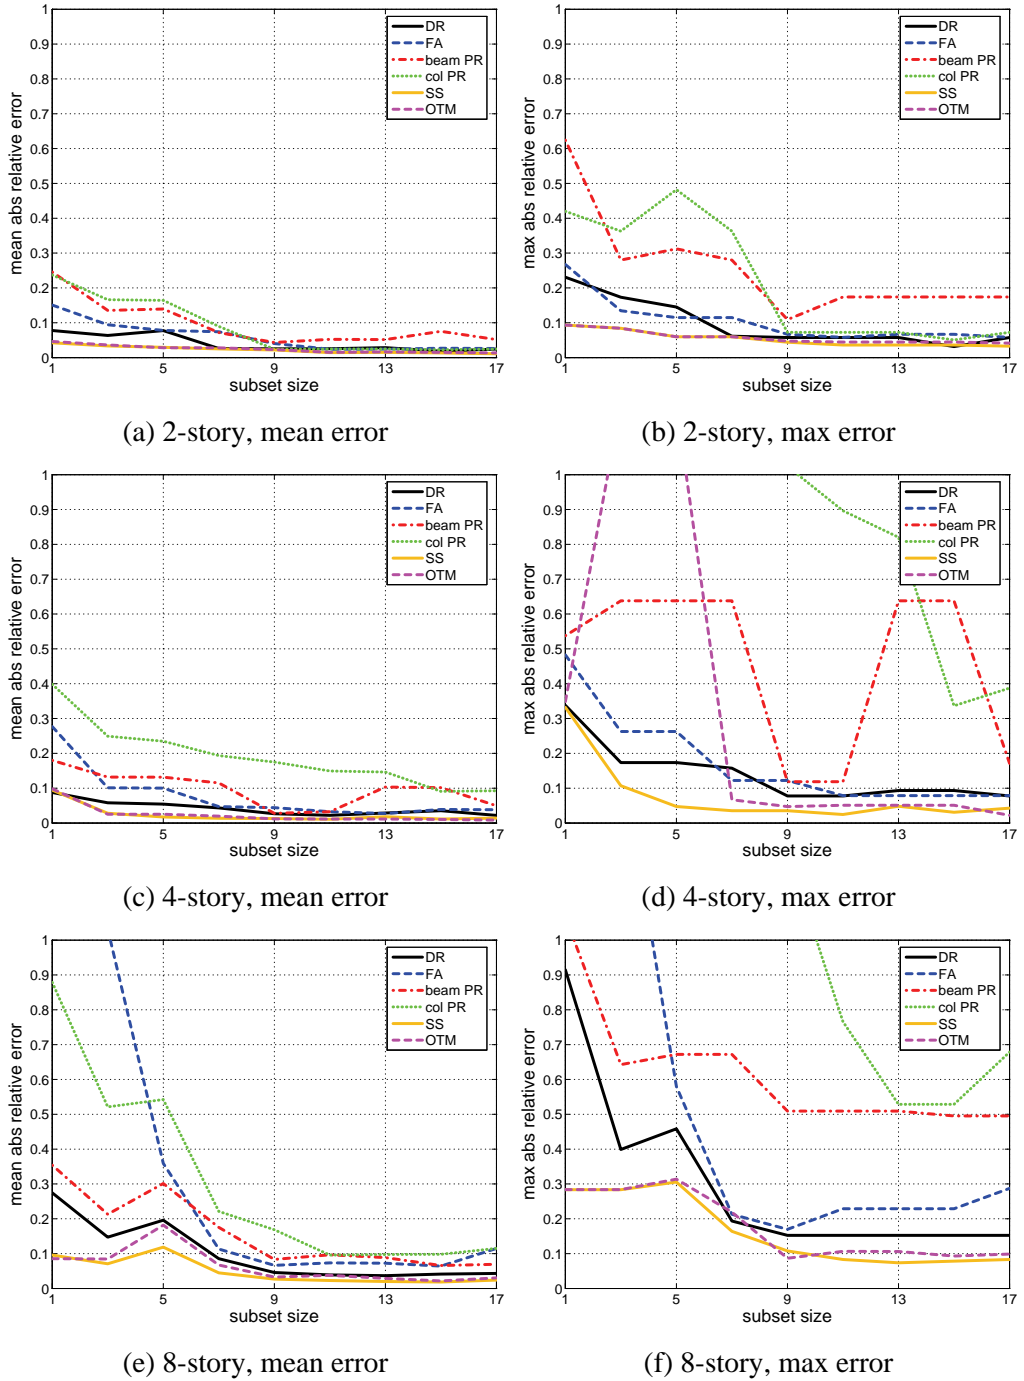 1
0.9
0.8
0.7
0.6
0.5
0.4
0.3
0.2
0.1
0
mean abs relative error
1 5 9 13 17
subset size
DR
FA
beam PR
col PR
SS
OTM
(a) 2-story, mean error
1
0.9
0.8
0.7
0.6
0.5
0.4
0.3
0.2
0.1
0
max abs relative error
1 5 9 13 17
subset size
DR
FA
beam PR
col PR
SS
OTM
(b) 2-story, max error
1
0.9
0.8
0.7
0.6
0.5
0.4
0.3
0.2
0.1
0
mean abs relative error
1 5 9 13 17
subset size
DR
FA
beam PR
col PR
SS
OTM
(c) 4-story, mean error
1
0.9
0.8
0.7
0.6
0.5
0.4
0.3
0.2
0.1
0
max abs relative error
1 5 9 13 17
subset size
DR
FA
beam PR
col PR
SS
OTM
(d) 4-story, max error
1
0.9
0.8
0.7
0.6
0.5
0.4
0.3
0.2
0.1
0
mean abs relative error
1 5 9 13 17
subset size
DR
FA
beam PR
col PR
SS
OTM
(e) 8-story, mean error
1
0.9
0.8
0.7
0.6
0.5
0.4
0.3
0.2
0.1
0
max abs relative error
1 5 9 13 17
subset size
DR
FA
beam PR
col PR
SS
OTM
(f) 8-story, max error